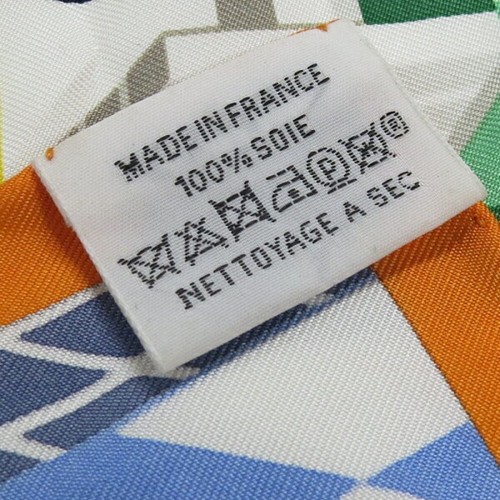 MADE IN FRANCE
100% SOIE
P ®
NETTOYAGE A SEC